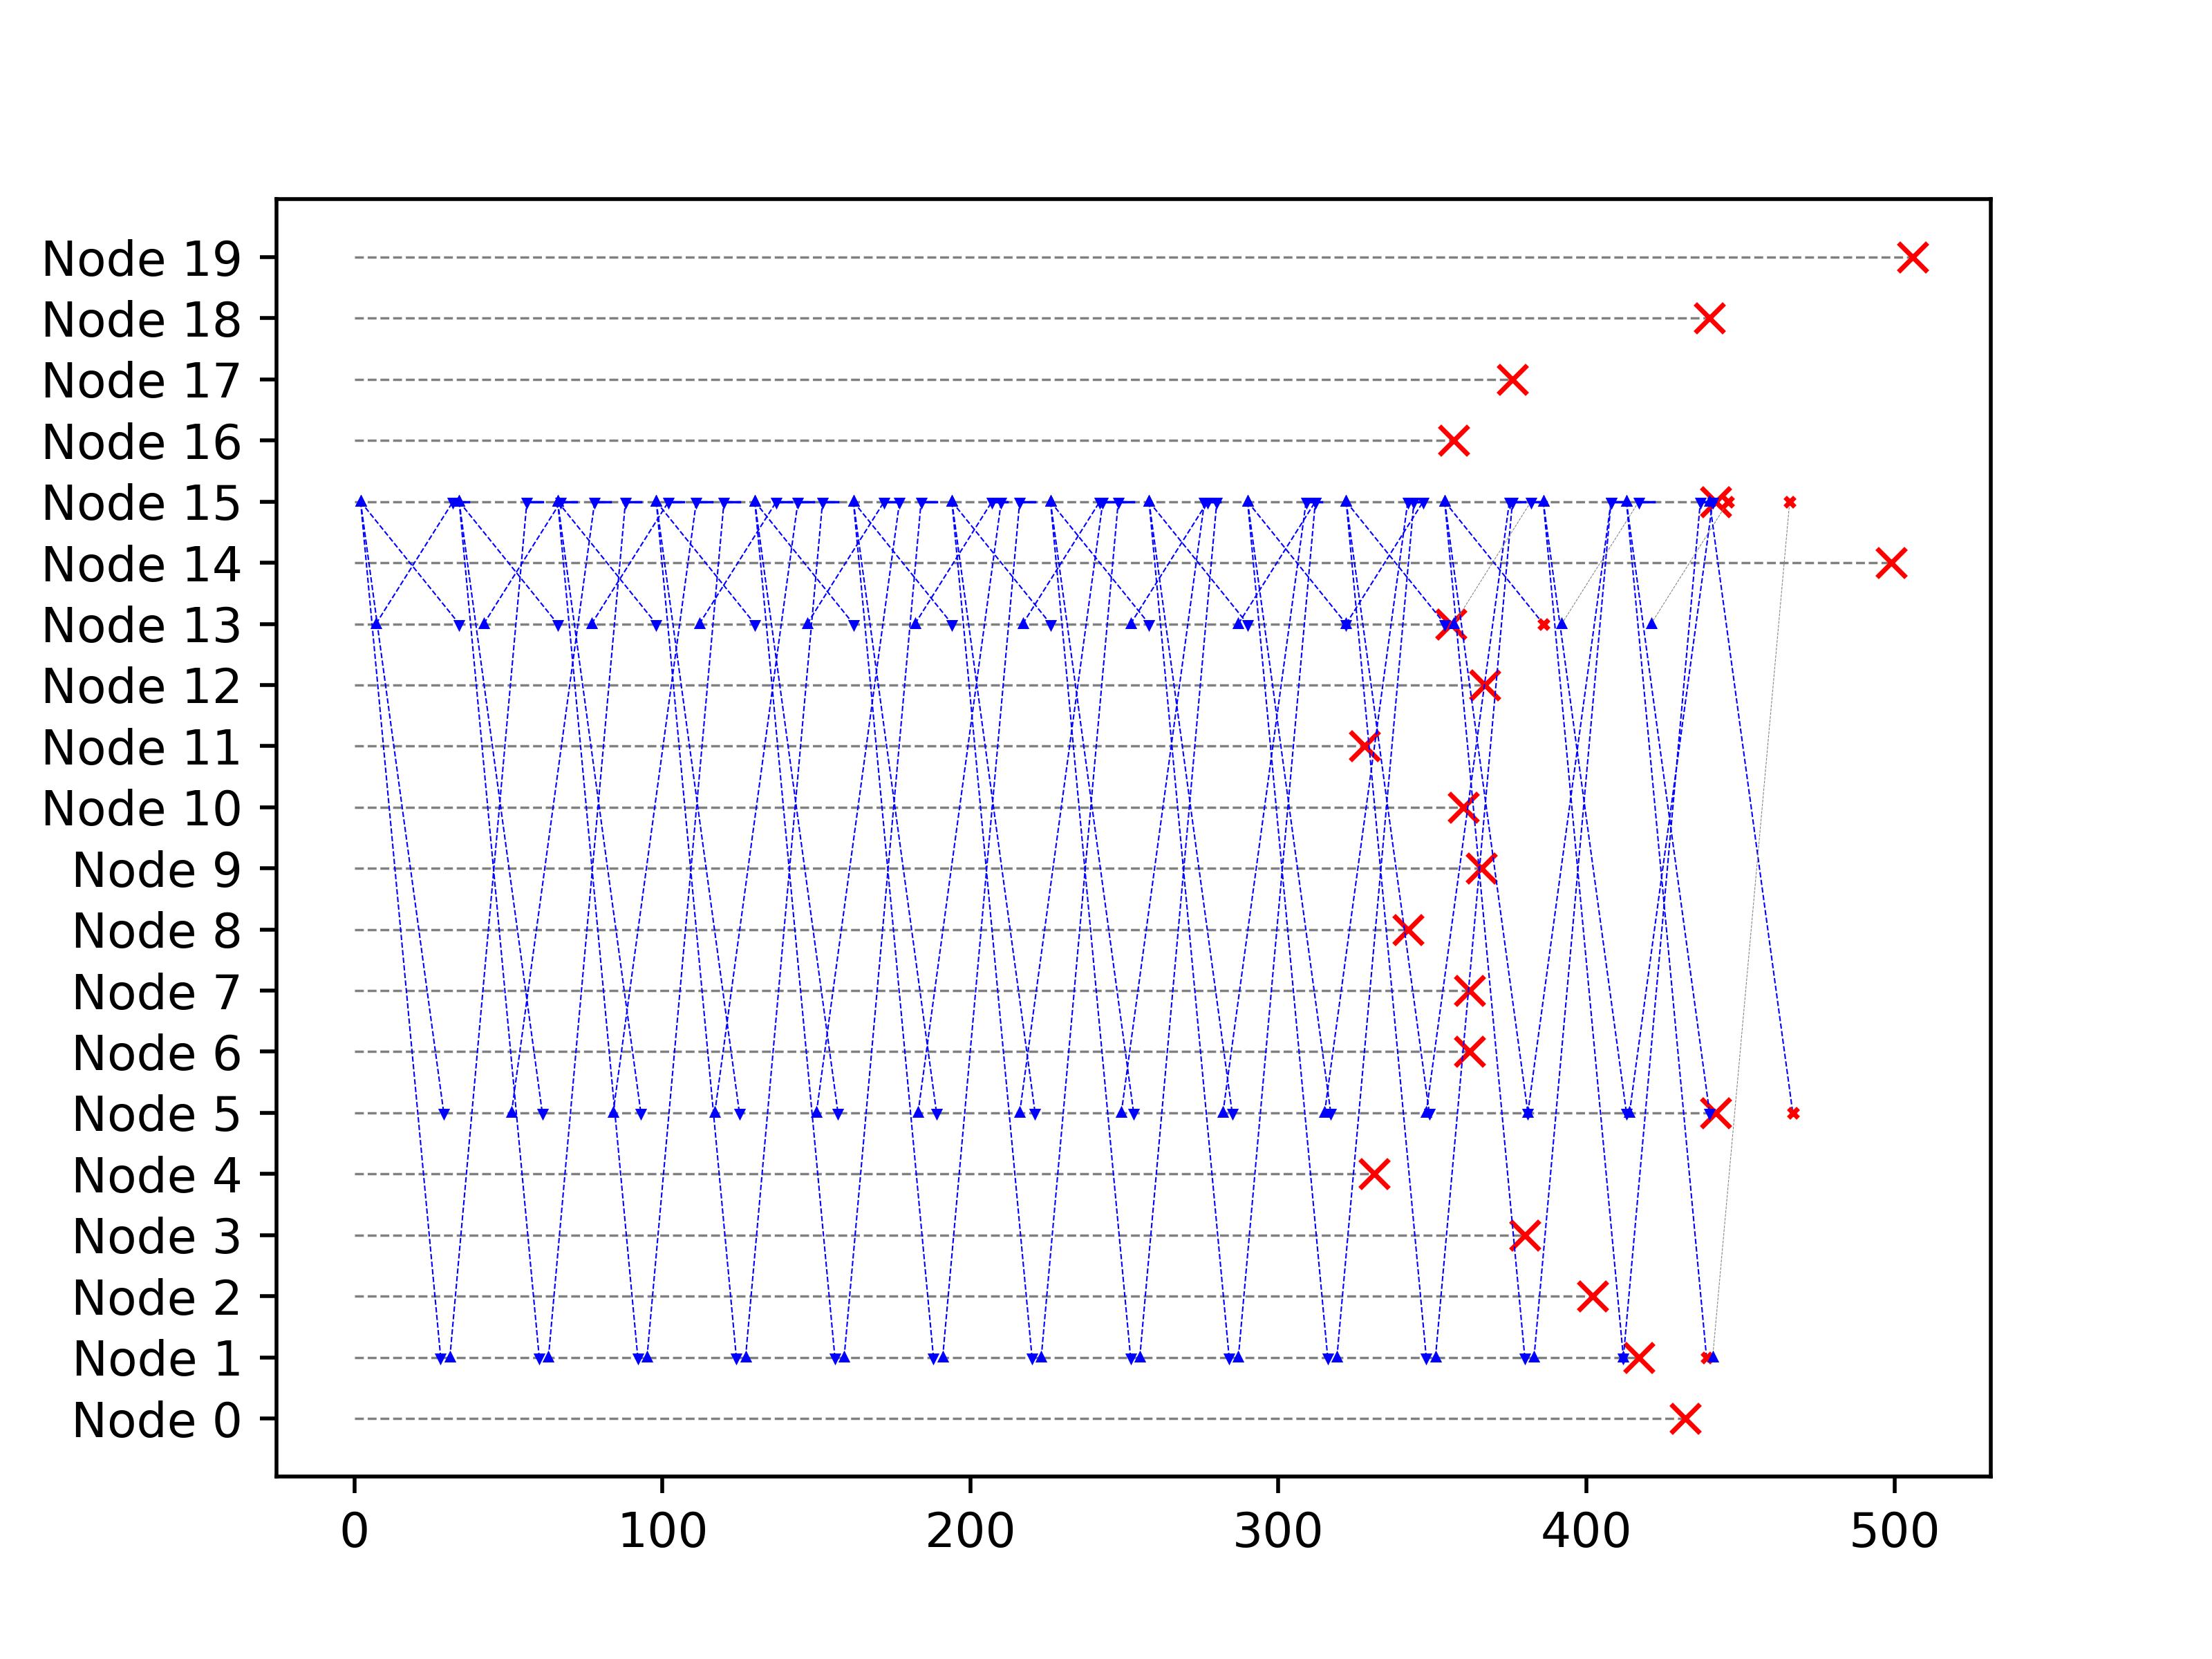 Node 19
Node 18
Node 17
Node 16
Node 15
Node 14
Node 13
Node 12
Node 11
Node 10
Node 9
Node 8
Node 7
Node 6
Node 5
Node 4
Node 3
Node 2
Node 1
Node 0
0 100 200 300 400 500